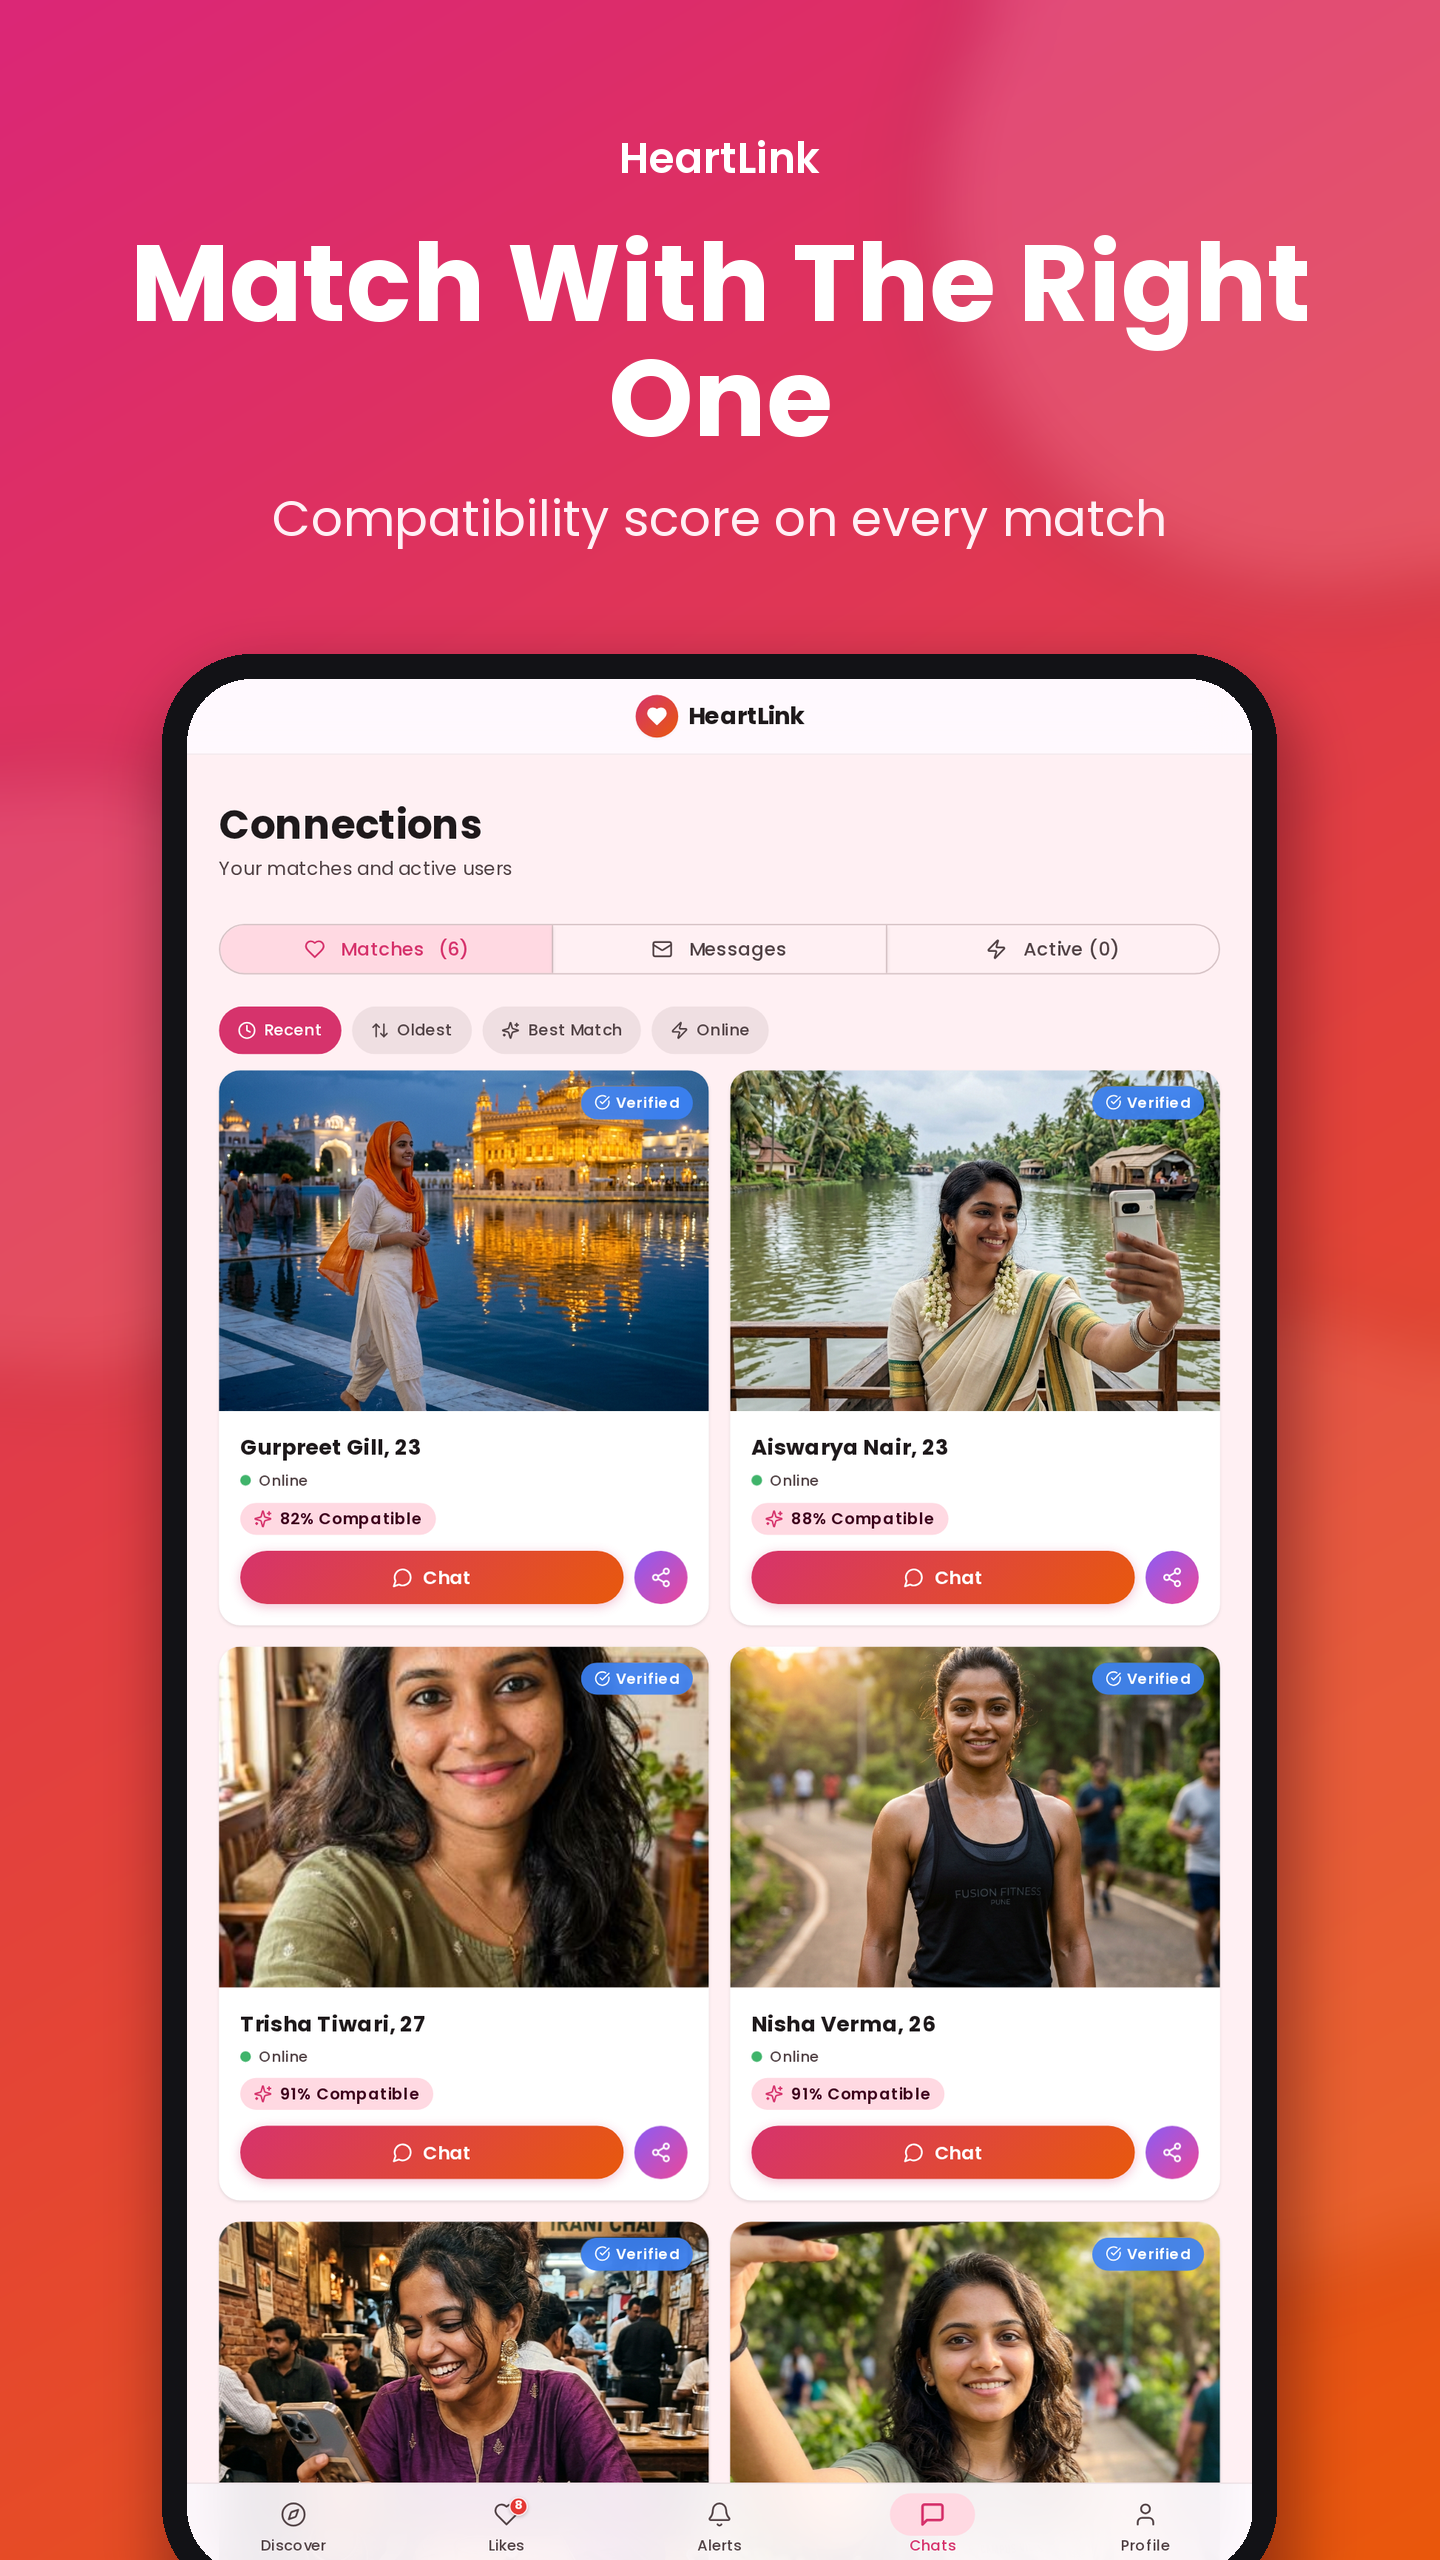 HeartLink
Match With The Right
One
Compatibility score on every match
HeartLink
Connections
Your matches and active users
Matches (6)
Messages
Active (0)
Recent
Oldest
Best Match
Online
Verified
Verified
Gurpreet Gill, 23
Online
82% Compatible
Chat
Aiswarya Nair, 23
Online
88% Compatible
Chat
Verified
Verified
FUSION FITNESS
PUNE
Trisha Tiwari, 27
Online
91% Compatible
Chat
Nisha Verma, 26
Online
91% Compatible
Chat
IRANI CHAI
Verified
Verified
8
Discover
Likes
Alerts
Chats
Profile